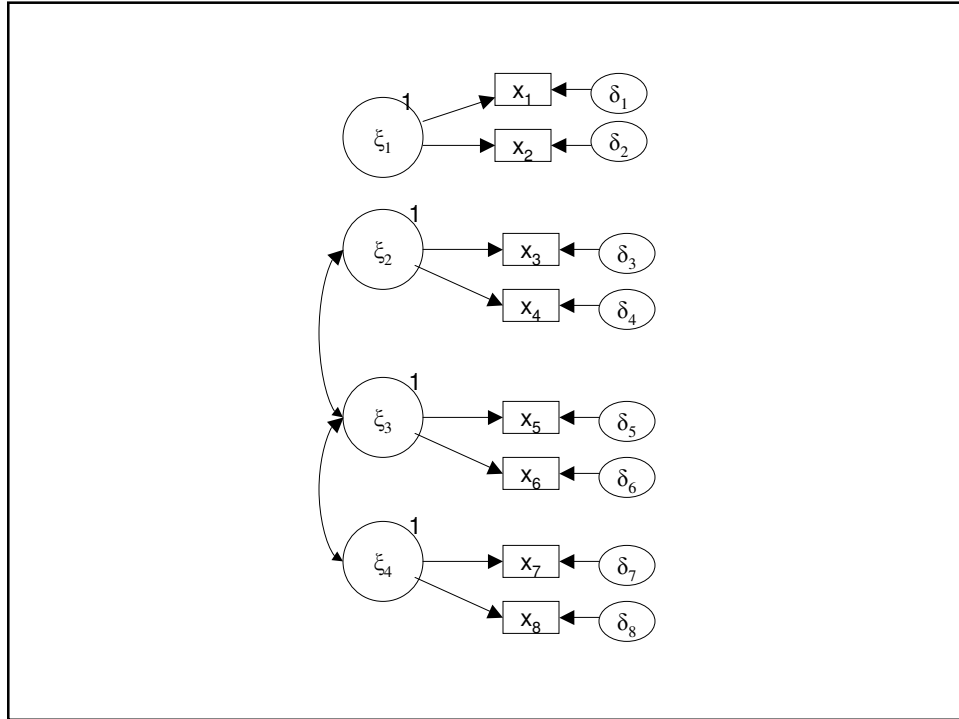 1
x₁
δ₁
ξ₁
x₂
δ₂
1
ξ₂
x₃
δ₃
x₄
δ₄
1
ξ₃
x₅
δ₅
x₆
δ₆
1
ξ₄
x₇
δ₇
x₈
δ₈